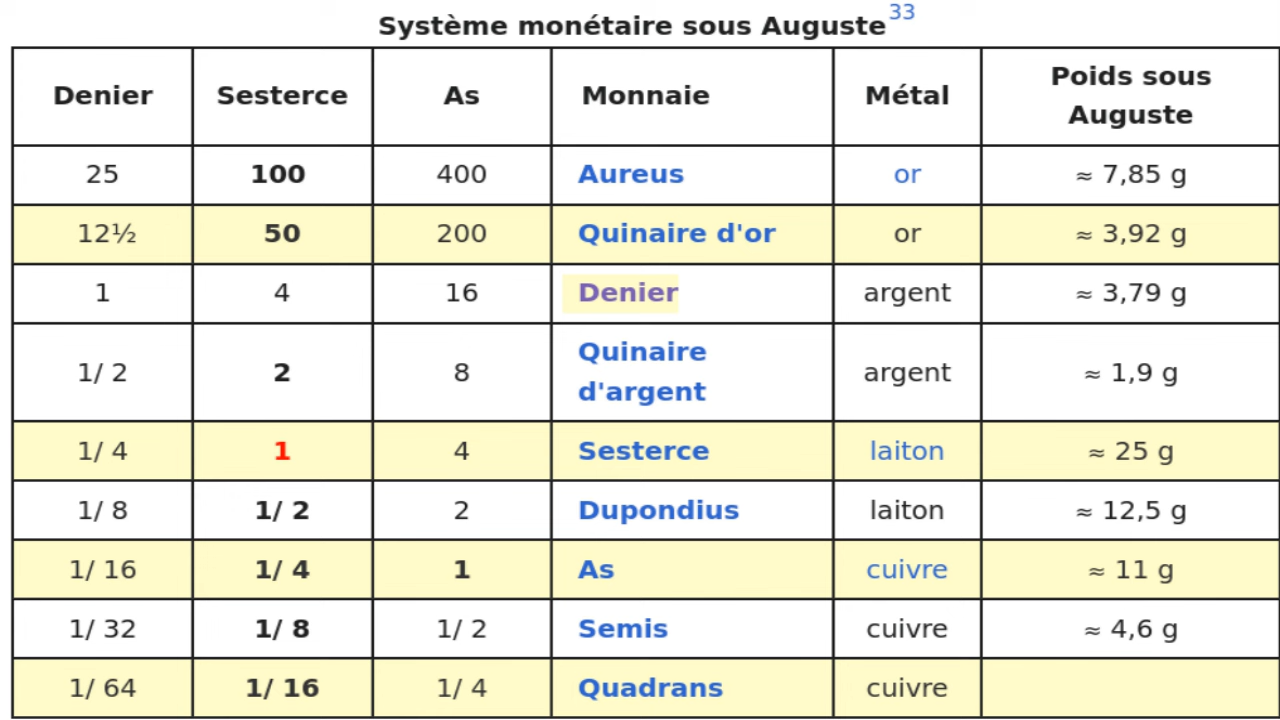 Système monétaire sous Auguste33
Denier Sesterce As Monnaie Métal Poids sous Auguste
25 100 400 Aureus or ≈ 7,85 g
12½ 50 200 Quinaire d'or or ≈ 3,92 g
1 4 16 Denier argent ≈ 3,79 g
1/ 2 2 8 Quinaire d'argent argent ≈ 1,9 g
1/ 4 1 4 Sesterce laiton ≈ 25 g
1/ 8 1/ 2 2 Dupondius laiton ≈ 12,5 g
1/ 16 1/ 4 1 As cuivre ≈ 11 g
1/ 32 1/ 8 1/ 2 Semis cuivre ≈ 4,6 g
1/ 64 1/ 16 1/ 4 Quadrans cuivre